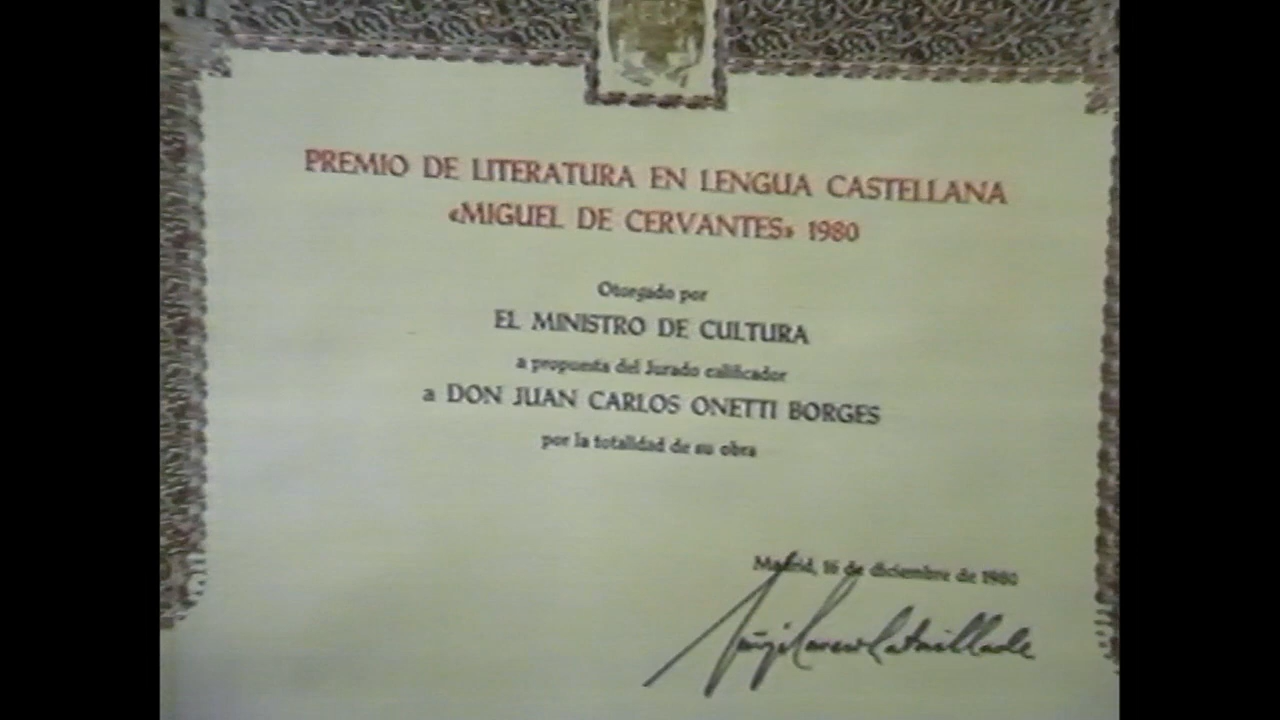 PREMIO DE LITERATURA EN LENGUA CASTELLANA
«MIGUEL DE CERVANTES» 1980
Otorgado por
EL MINISTRO DE CULTURA
a propuesta del Jurado calificador
a DON JUAN CARLOS ONETTI BORGES
por la totalidad de su obra
Madrid, 16 de diciembre de 1980